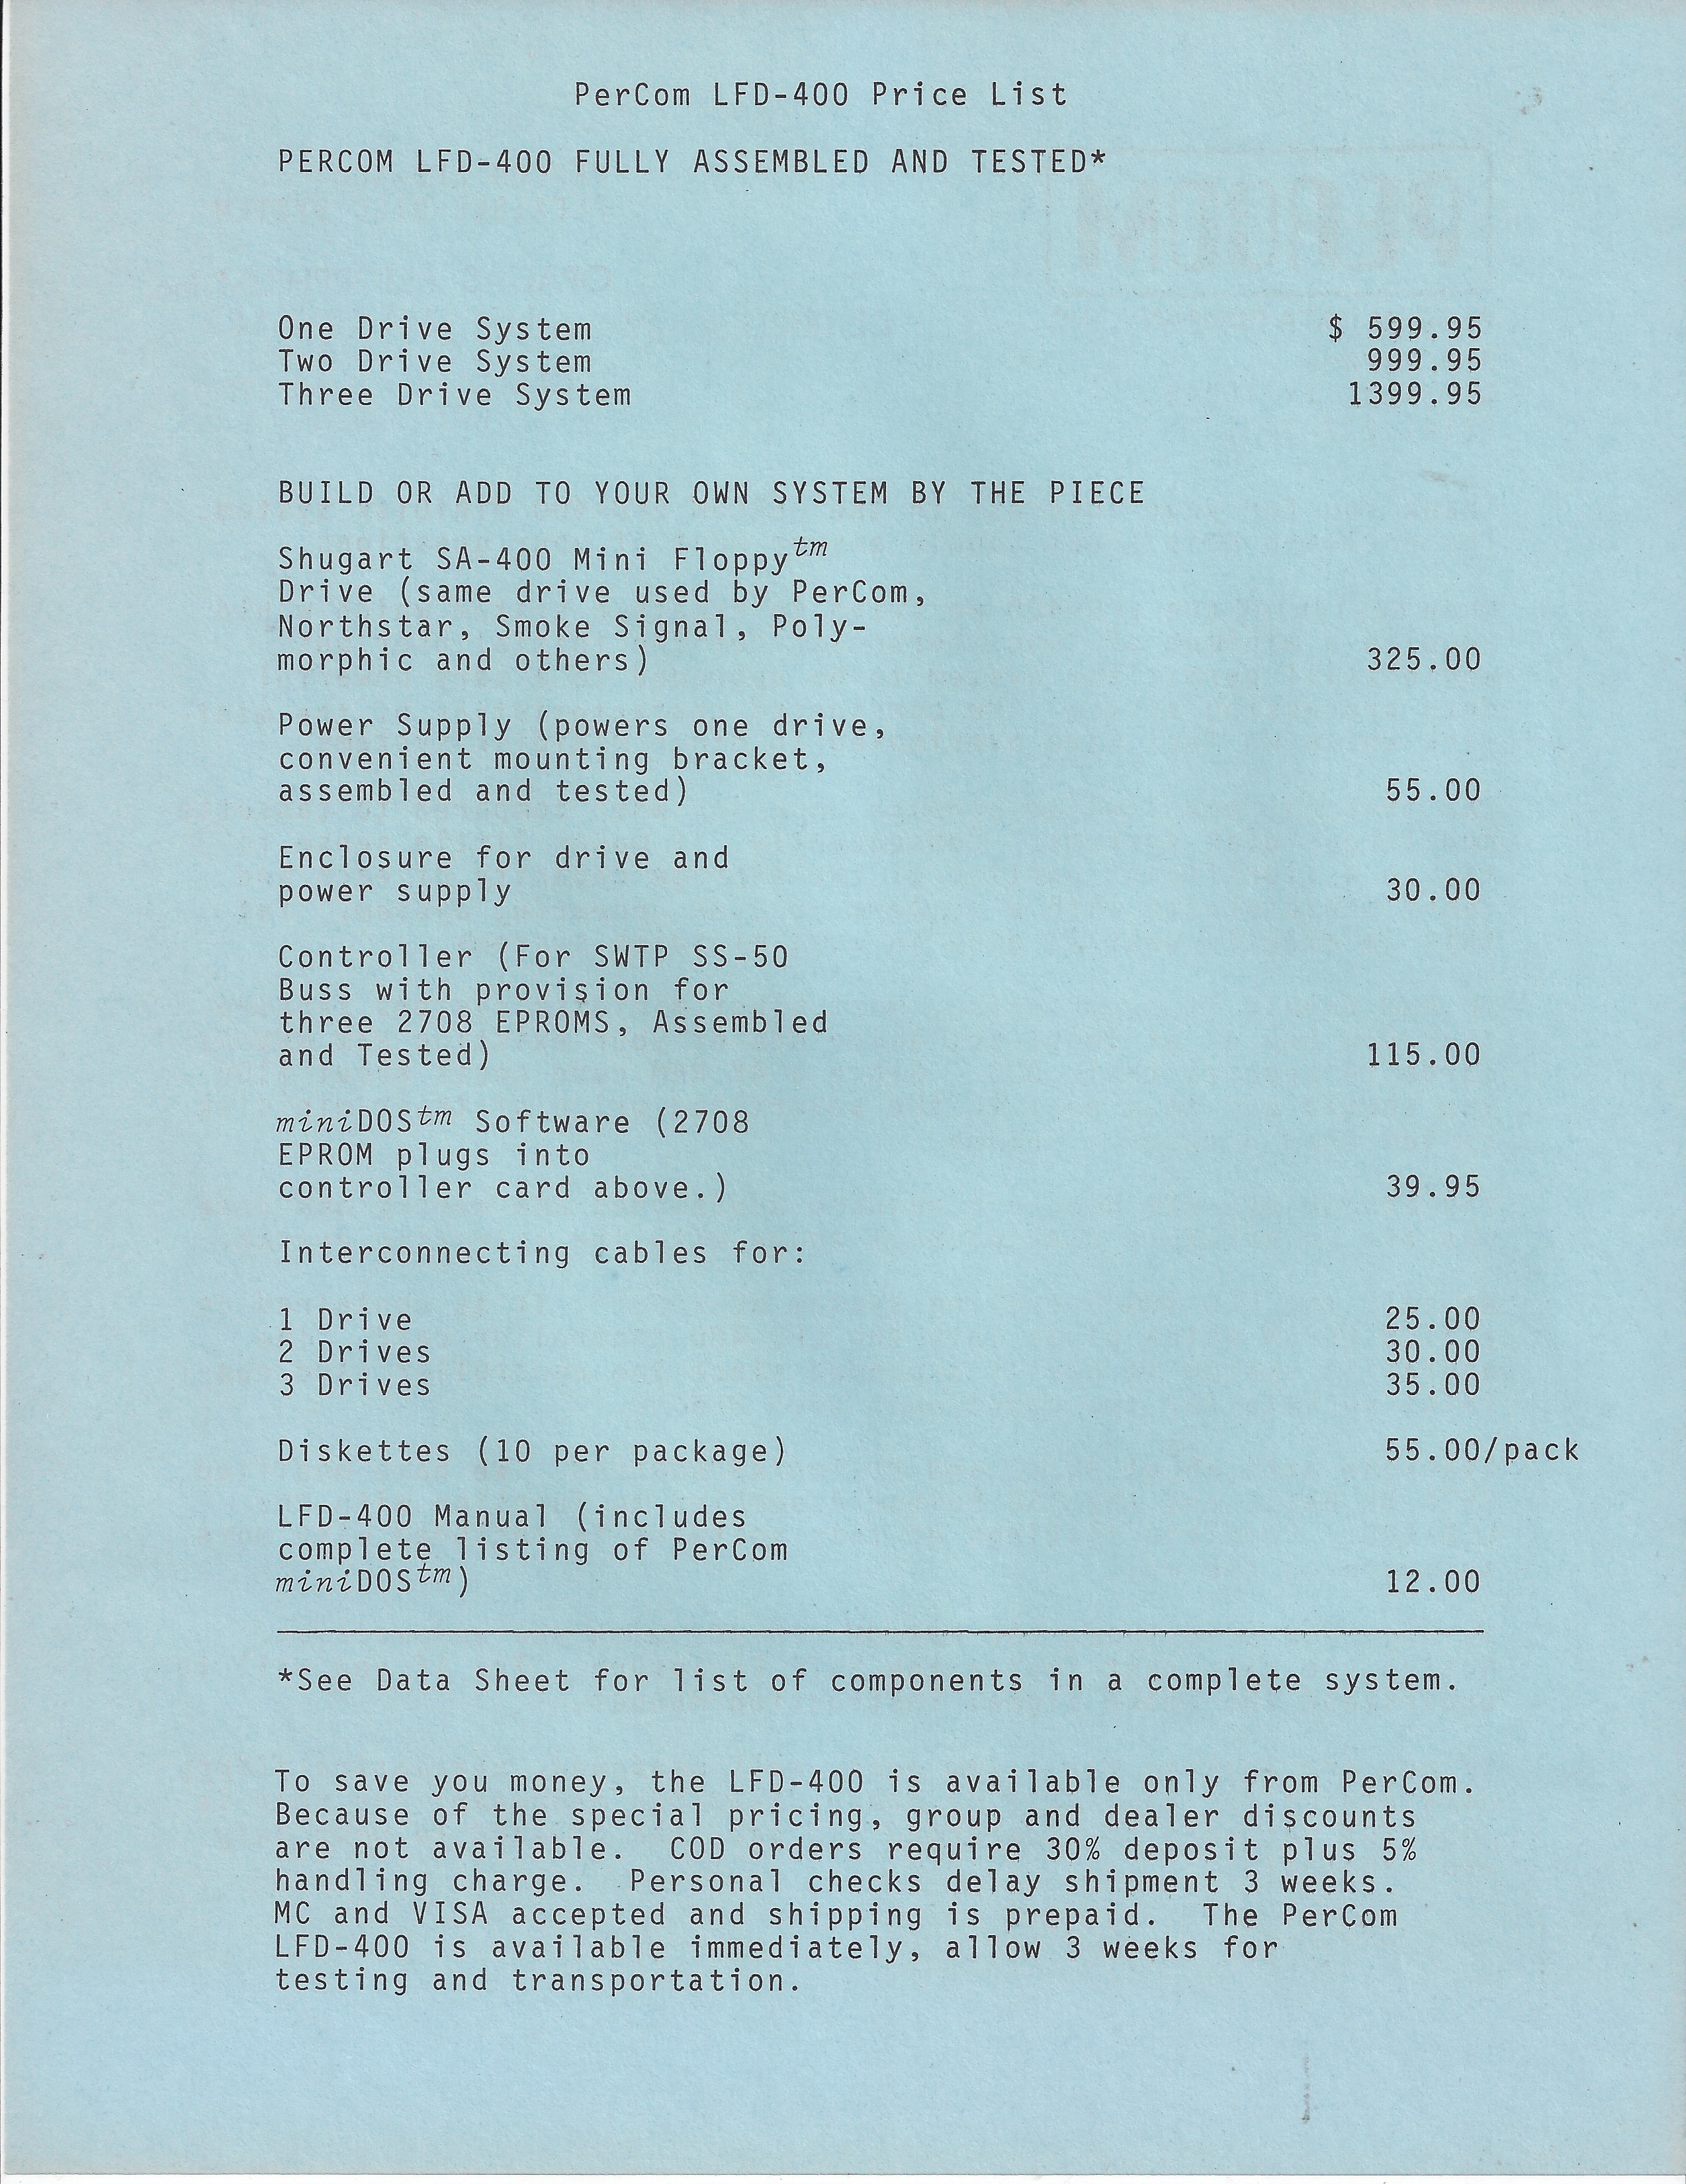 PerCom LFD-400 Price List
PERCOM LFD-400 FULLY ASSEMBLED AND TESTED*
One Drive System $ 599.95
Two Drive System 999.95
Three Drive System 1399.95
BUILD OR ADD TO YOUR OWN SYSTEM BY THE PIECE
Shugart SA-400 Mini Floppytm
Drive (same drive used by PerCom,
Northstar, Smoke Signal, Poly-
morphic and others) 325.00
Power Supply (powers one drive,
convenient mounting bracket,
assembled and tested) 55.00
Enclosure for drive and
power supply 30.00
Controller (For SWTP SS-50
Buss with provision for
three 2708 EPROMS, Assembled
and Tested) 115.00
miniDOStm Software (2708
EPROM plugs into
controller card above.) 39.95
Interconnecting cables for:
1 Drive 25.00
2 Drives 30.00
3 Drives 35.00
Diskettes (10 per package) 55.00/pack
LFD-400 Manual (includes
complete listing of PerCom
miniDOStm) 12.00
*See Data Sheet for list of components in a complete system.
To save you money, the LFD-400 is available only from PerCom.
Because of the special pricing, group and dealer discounts
are not available. COD orders require 30% deposit plus 5%
handling charge. Personal checks delay shipment 3 weeks.
MC and VISA accepted and shipping is prepaid. The PerCom
LFD-400 is available immediately, allow 3 weeks for
testing and transportation.